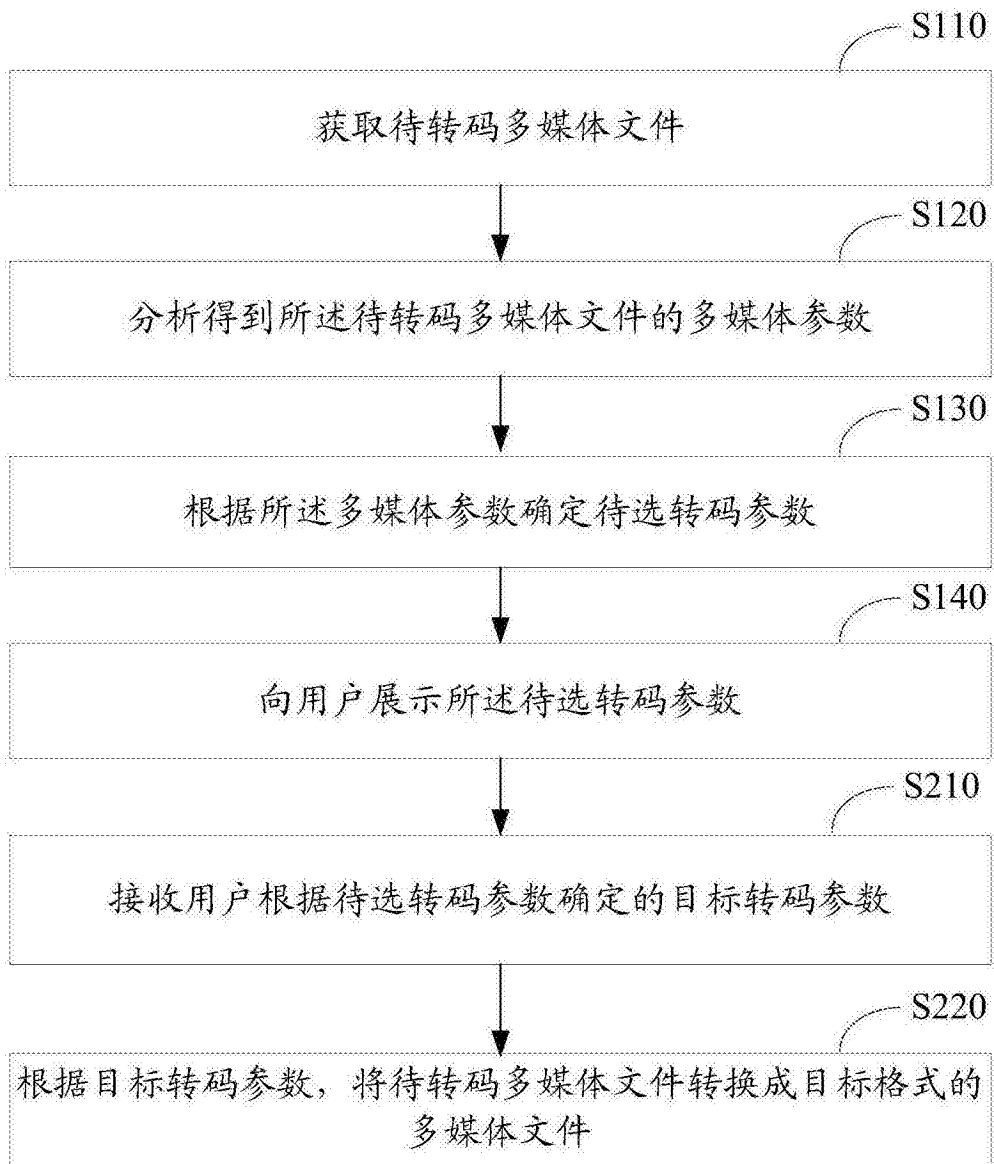 S110
获取待转码多媒体文件
S120
分析得到所述待转码多媒体文件的多媒体参数
S130
根据所述多媒体参数确定待选转码参数
S140
向用户展示所述待选转码参数
S210
接收用户根据待选转码参数确定的目标转码参数
S220
根据目标转码参数，将待转码多媒体文件转换成目标格式的
多媒体文件